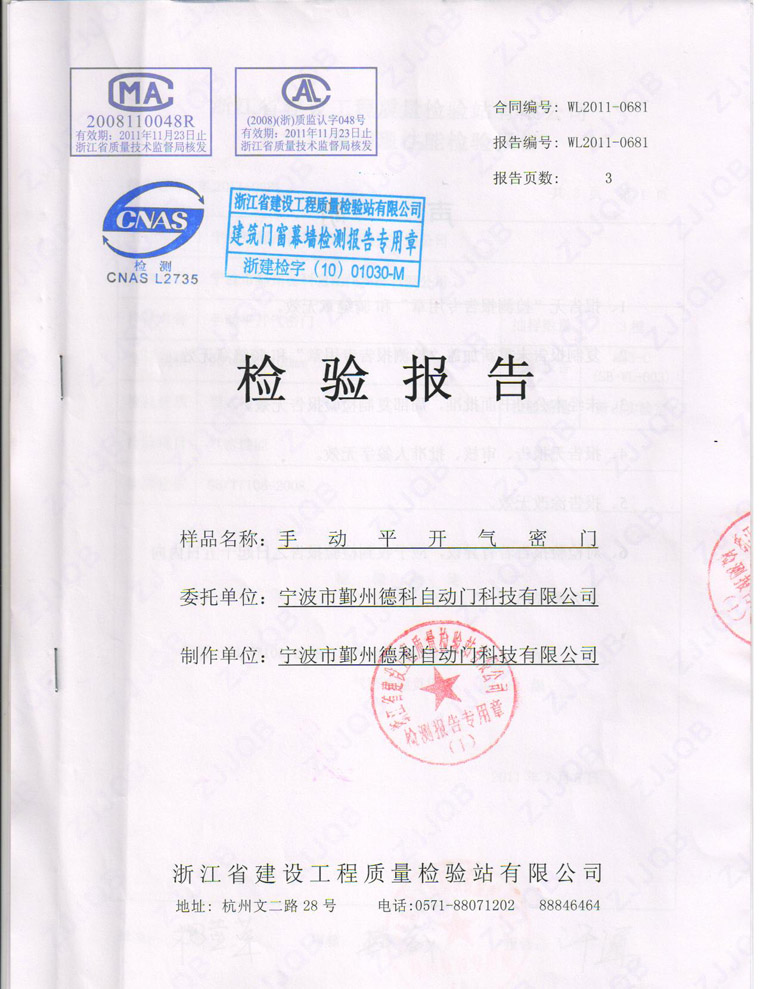 MA
2008110048R
有效期: 2011年11月23日止
浙江省质量技术监督局核发
AL
(2008)(浙)质监认字048号
有效期: 2011年11月23日止
浙江省质量技术监督局核发
合同编号: WL2011-0681
报告编号: WL2011-0681
报告页数: 3
CNAS
检 测
CNAS L2735
浙江省建设工程质量检验站有限公司
建筑门窗幕墙检测报告专用章
浙建检字 (10) 01030-M
检验报告
样品名称: 手动平开气密门
委托单位: 宁波市鄞州德科自动门科技有限公司
制作单位: 宁波市鄞州德科自动门科技有限公司
浙江省建设工程质量检验站有限公司
检测报告专用章
(1)
检测报告
(1)
浙江省建设工程质量检验站有限公司
地址: 杭州文二路28号 电话:0571-88071202 88846464
ZJJQB